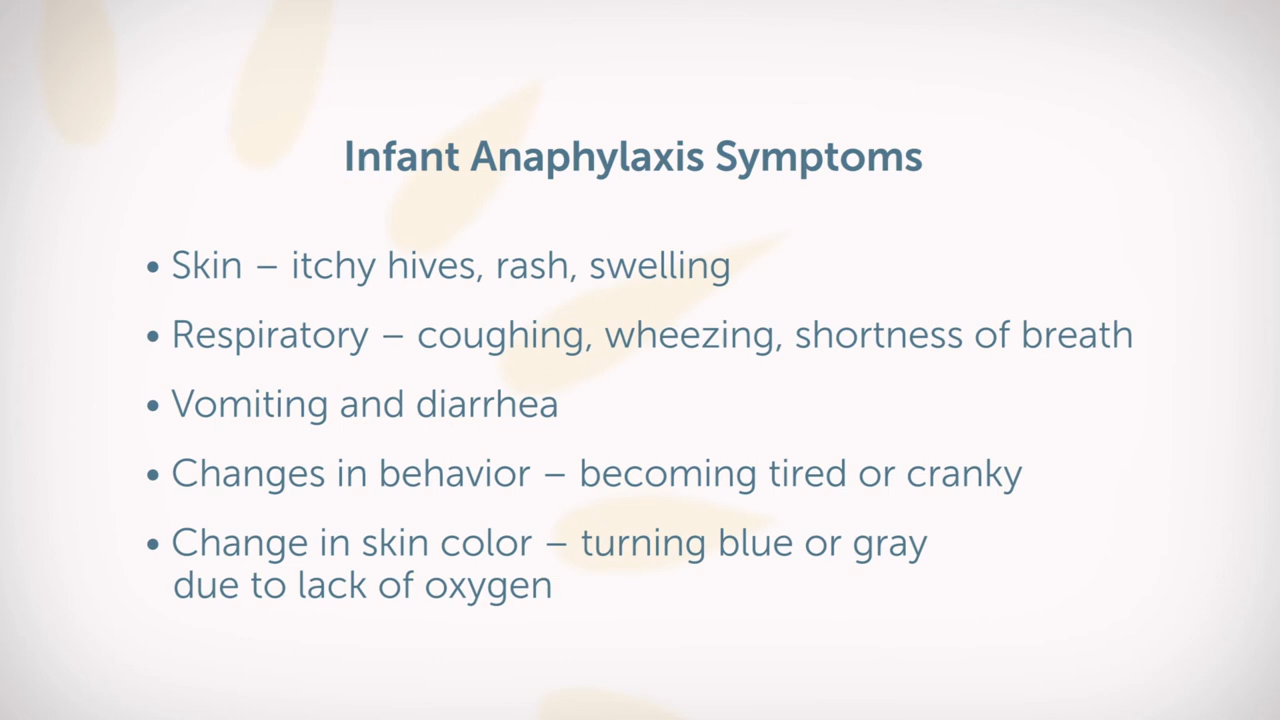 Infant Anaphylaxis Symptoms
• Skin – itchy hives, rash, swelling
• Respiratory – coughing, wheezing, shortness of breath
• Vomiting and diarrhea
• Changes in behavior – becoming tired or cranky
• Change in skin color – turning blue or gray
due to lack of oxygen